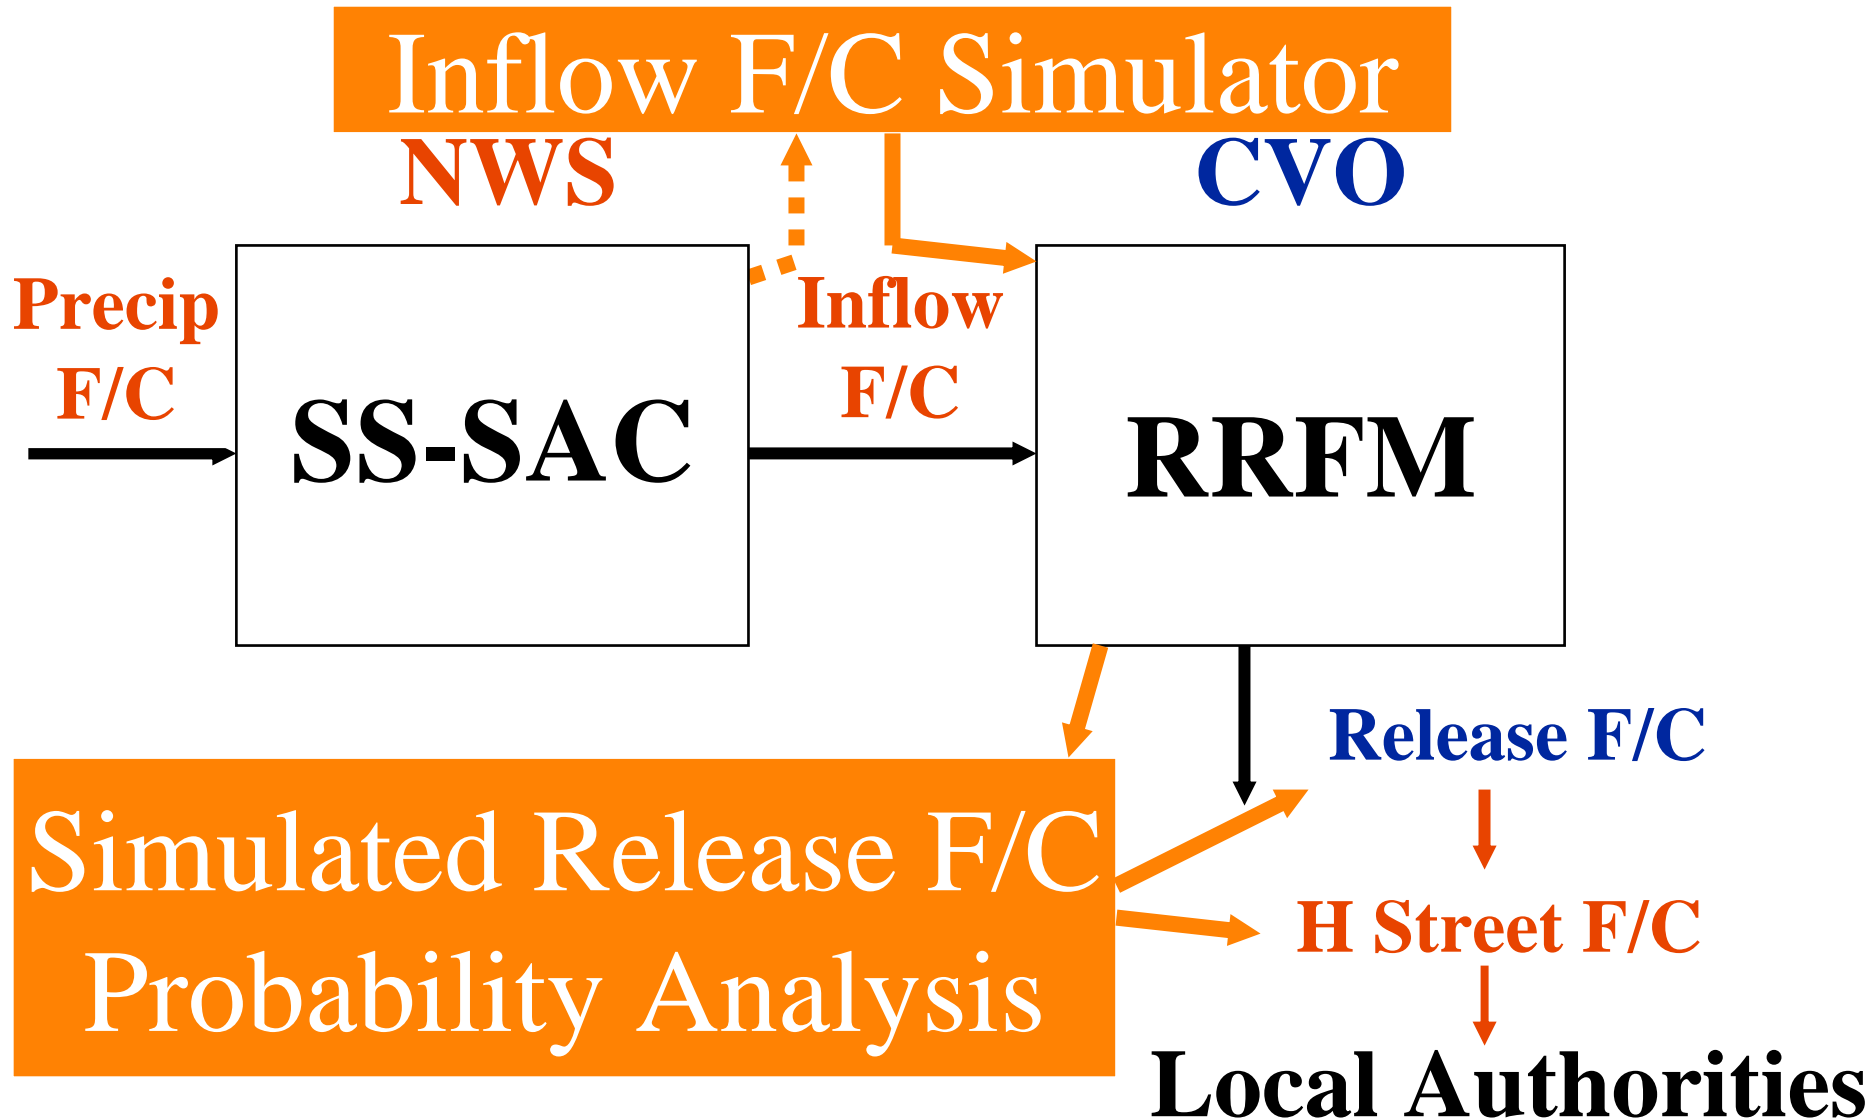 Inflow F/C Simulator
NWS
CVO
Precip
F/C
Inflow
F/C
SS-SAC
RRFM
Release F/C
Simulated Release F/C
Probability Analysis
H Street F/C
Local Authorities